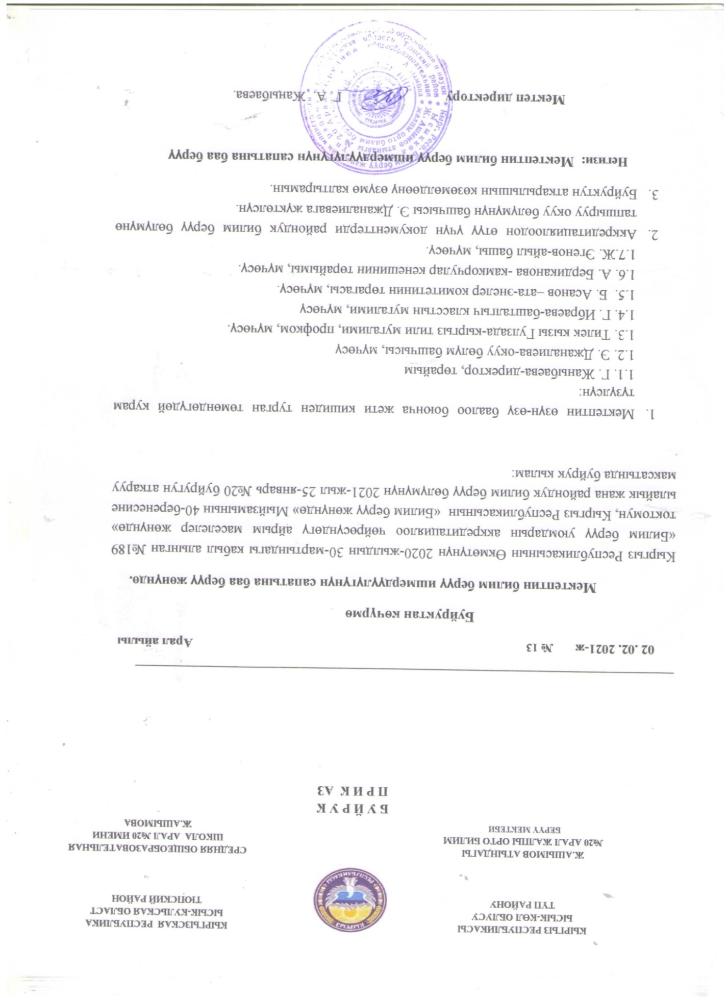 КЫРГЫЗ РЕСПУБЛИКАСЫ
ЫСЫК-КӨЛ ОБЛУСУ
ТҮП РАЙОНУ
КЫРГЫЗСКАЯ РЕСПУБЛИКА
ЫСЫК-КУЛЬСКАЯ ОБЛАСТ
ТЮПСКИЙ РАЙОН
КЫРГЫЗ
РЕСПУБЛИКАСЫ
Ж.АШЫМОВ АТЫНДАГЫ
№20 АРАЛ ЖАЛПЫ ОРТО БИЛИМ
БЕРҮҮ МЕКТЕБИ
СРЕДНЯЯ ОБЩЕОБРАЗОВАТЕЛЬНАЯ
ШКОЛА АРАЛ №20 ИМЕНИ
Ж.АШЫМОВА
Б У Й Р У К
П Р И К АЗ
02 .02. 2021-ж № 13 Арал айылы
Буйруктан көчүрмө
Мектептин билим берүү ишмердүүлүгүнүн сапатына баа берүү жөнүндө.
Кыргыз Республикасынын Өкмөтүнүн 2020-жылдын 30-мартындагы кабыл алынган №189
«Билим берүү уюмдарын аккредитациялоо чөйрөсүндөгү айрым маселелер жөнүндө»
токтомун, Кыргыз Республикасынын «Билим берүү жөнүндө» Мыйзамынын 40-беренесине
ылайык жана райондук билим берүү бөлүмүнүн 2021-жыл 25-январь №20 буйругун аткаруу
максатында буйрук кылам:
1. Мектептин өзүн-өзү баалоо боюнча жети кишиден турган төмөндөгүдөй курам
түзүлсүн:
1.1. Г. Жаныбаева-директор, төрайым
1.2. Э. Джаналиева-окуу бөлүм башчысы, мүчөсү
1.3. Тилек кызы Гулзада-кыргыз тили мугалими, профком, мүчөсү.
1.4. Г. Ибраева-башталгыч класстын мугалими, мүчөсү
1.5. Б. Асанов –ата-энелер комитетинин төрагасы, мүчөсү.
1.6. А. Бердиканова -камкорчулар кенешинин төрайымы, мүчөсү.
1.7.Ж. Эгенов-айыл башы, мүчөсү.
2. Аккредитациялоодон өтүү үчүн документтерди райондук билим берүү бөлүмүнө
тапшыруу окуу бөлүмүнүн башчысы Э. Джаналиевага жүктөлсүн.
3. Буйруктун аткарылышын көзөмөлдөөнү өзүмө калтырамын.
Негизи: Мектептин билим берүү ишмердүүлүгүнүн сапатына баа берүү
Мектеп директору Г. А. Жаңыбаева.